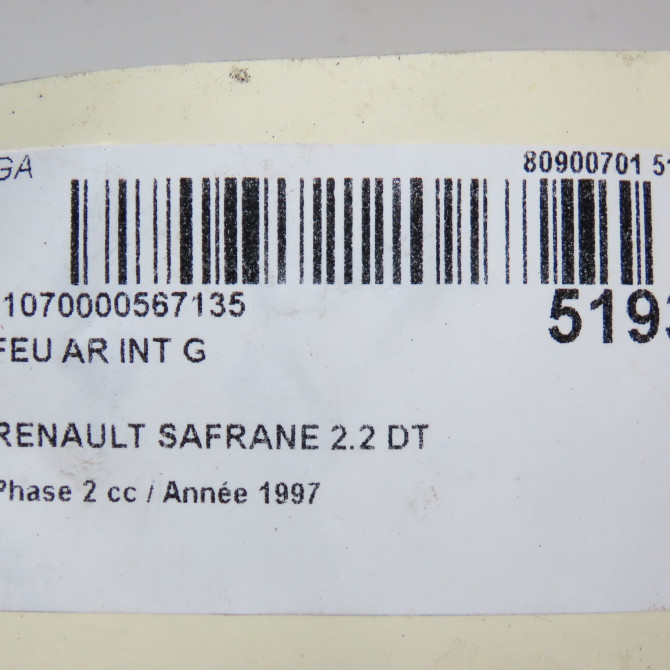 GA 80900701 51
1070000567135
5193
FEU AR INT G
RENAULT SAFRANE 2.2 DT
Phase 2 cc / Année 1997